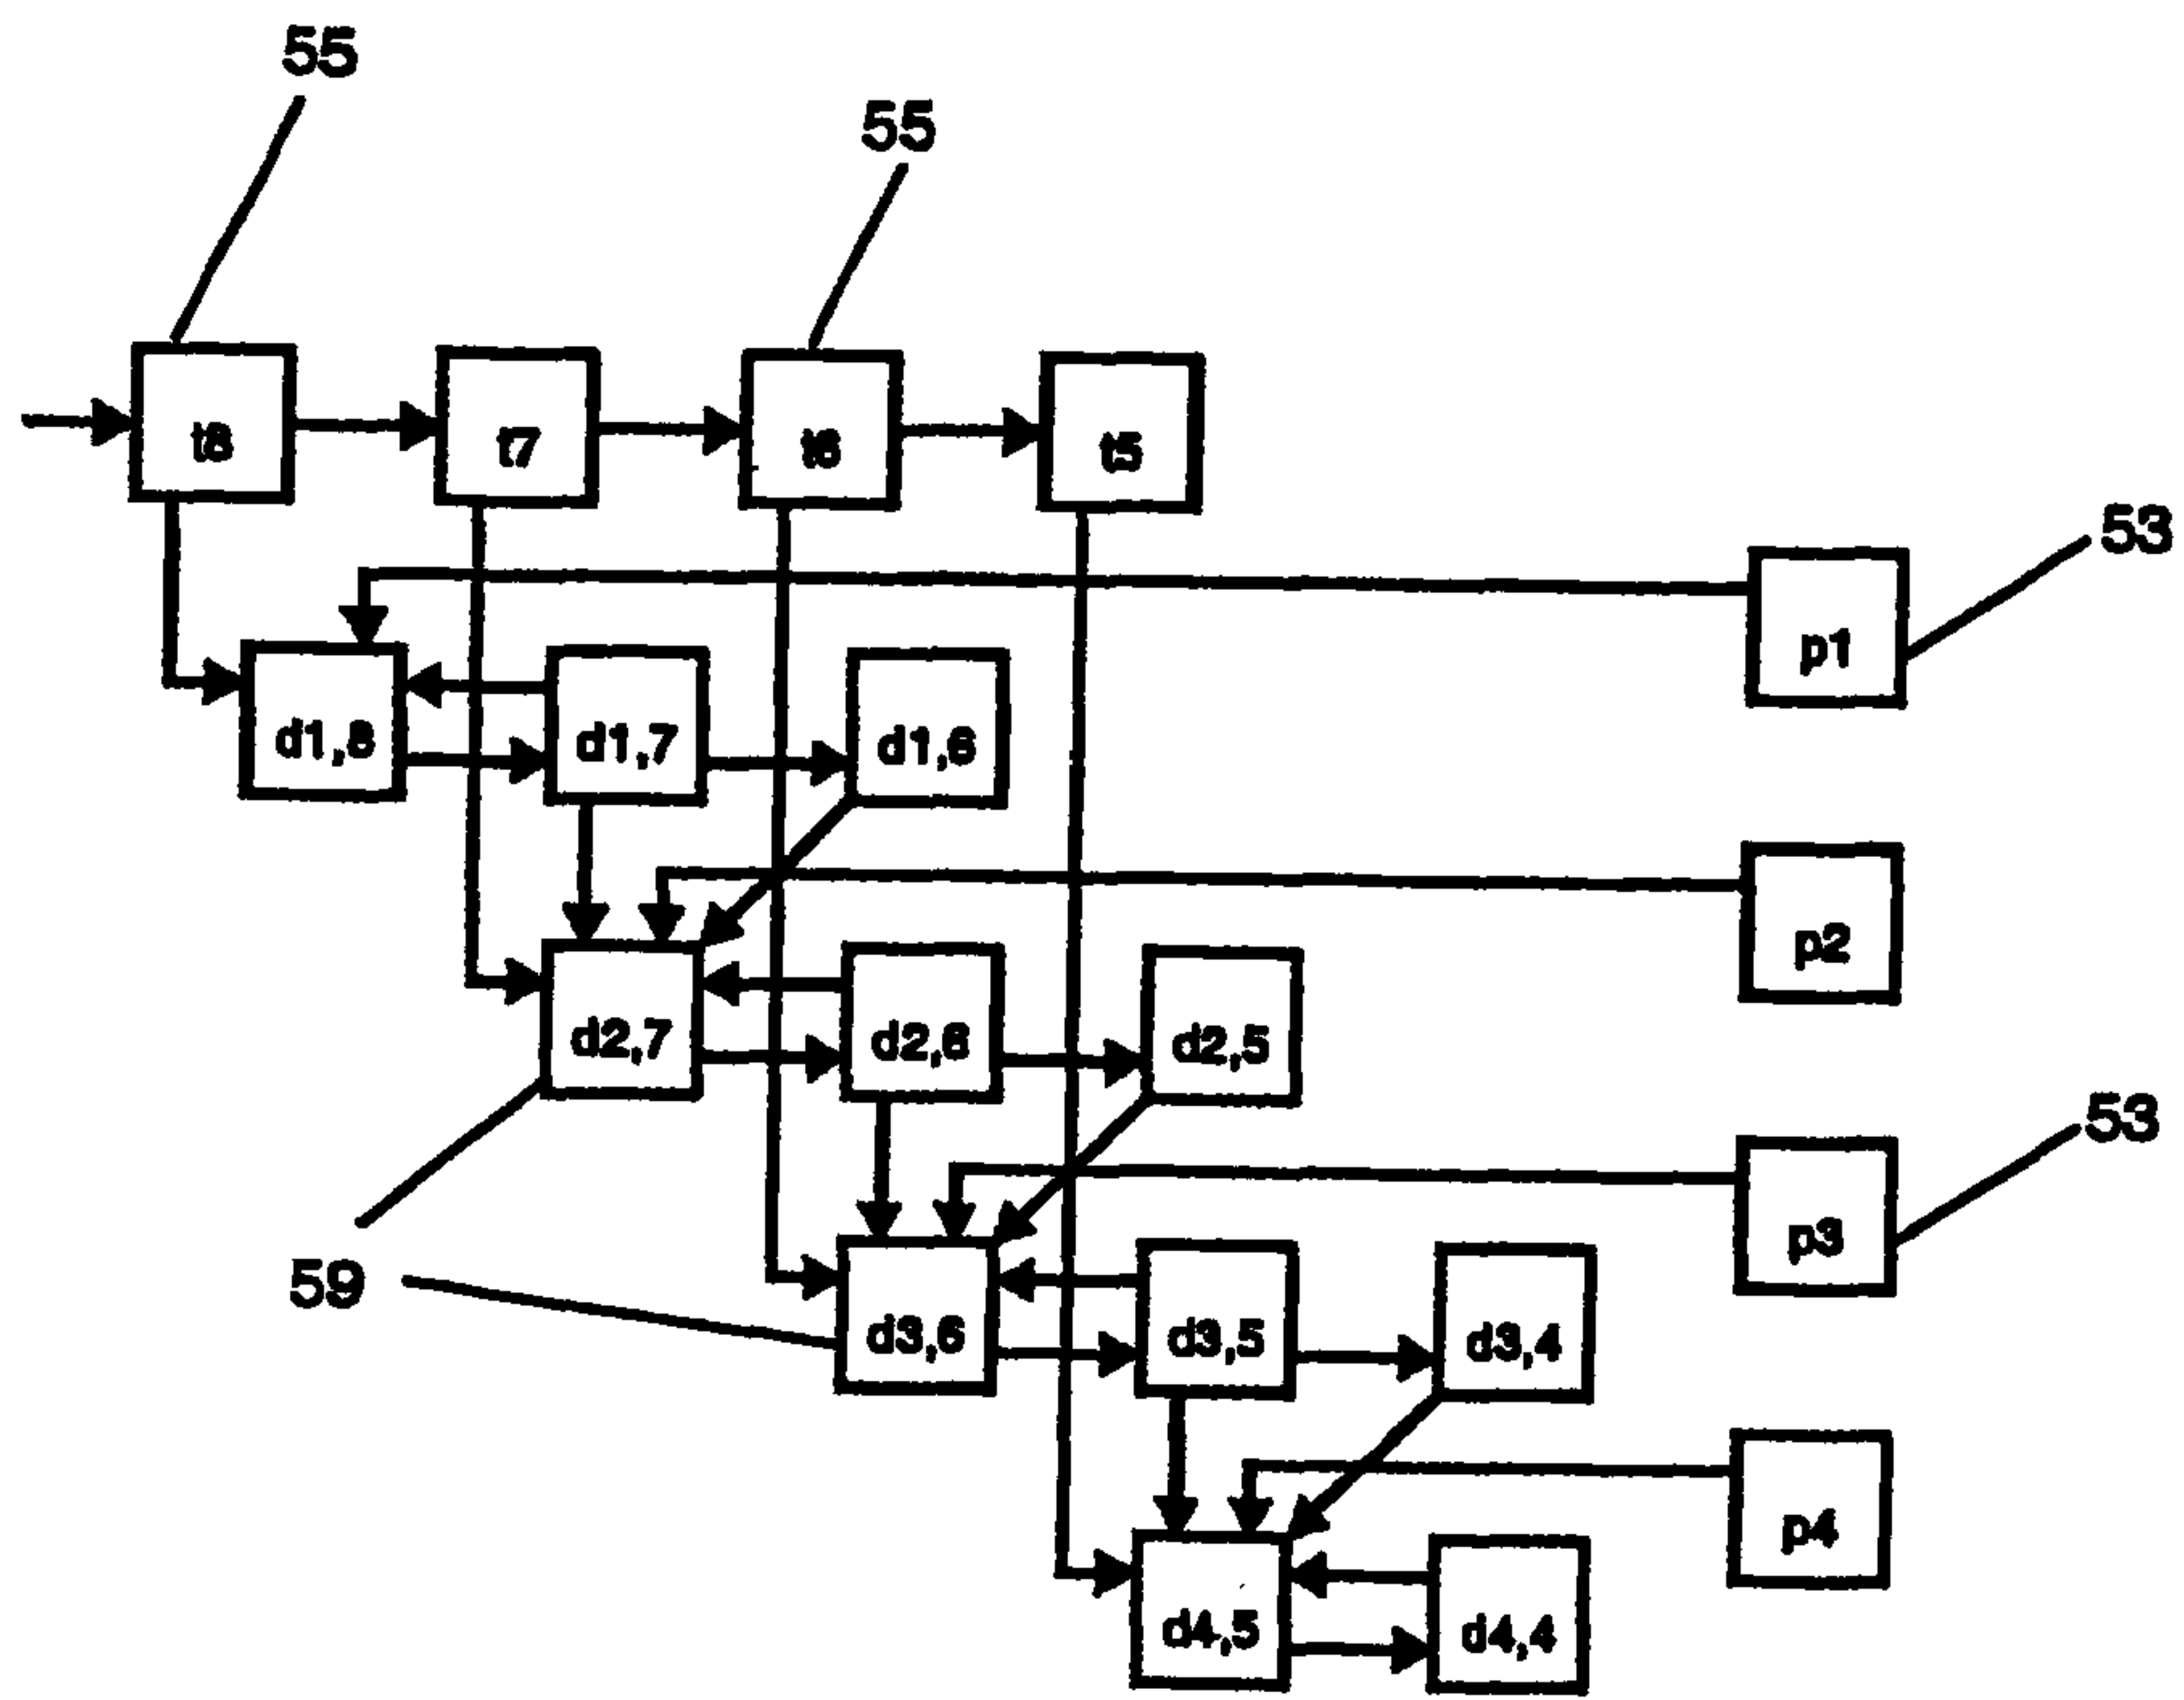 55
55
t8 t7 t6 t5
53
p1
d1,8 d1,7 d1,6
p2
d2,7 d2,6 d2,5
53
p3
59
d3,6 d3,5 d3,4
p4
d4,5 d4,4